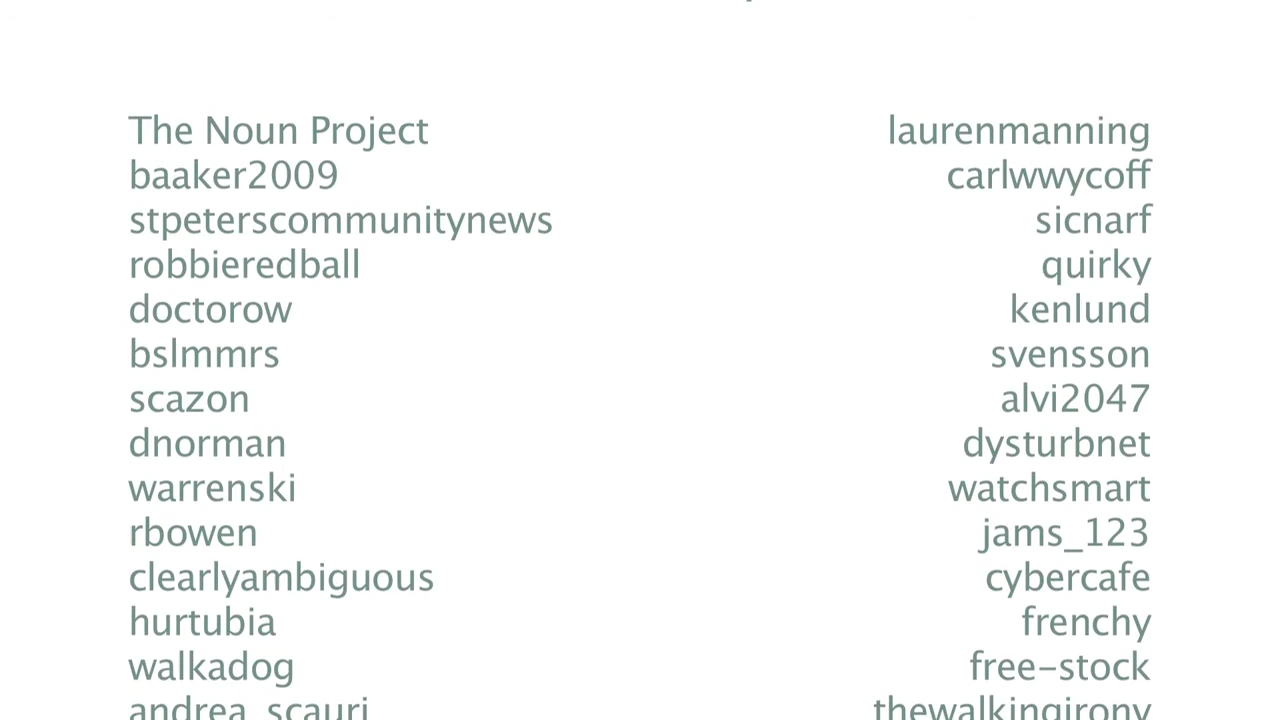 The Noun Project laurenmanning
baaker2009 carlwwycoff
stpeterscommunitynews sicnarf
robbieredball quirky
doctorow kenlund
bslmmrs svensson
scazon alvi2047
dnorman dysturbnet
warrenski watchsmart
rbowen jams_123
clearlyambiguous cybercafe
hurtubia frenchy
walkadog free-stock
andrea_scauri thewalkingirony